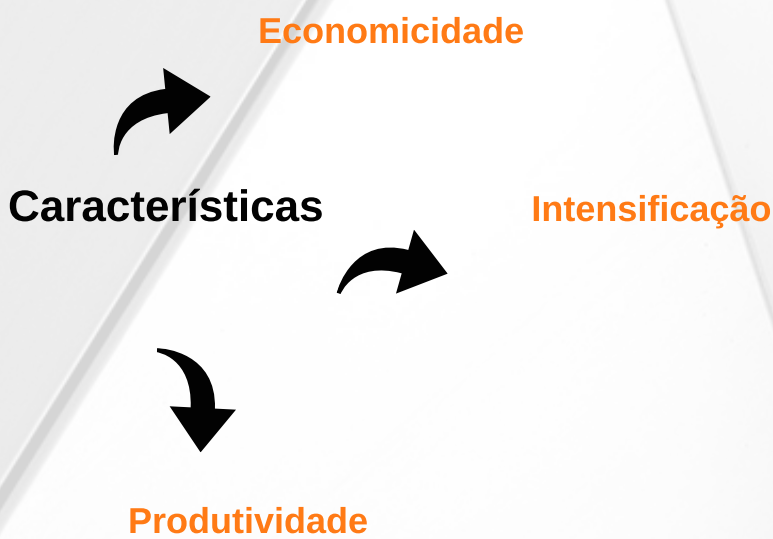 Economicidade
Características
Intensificação
Produtividade